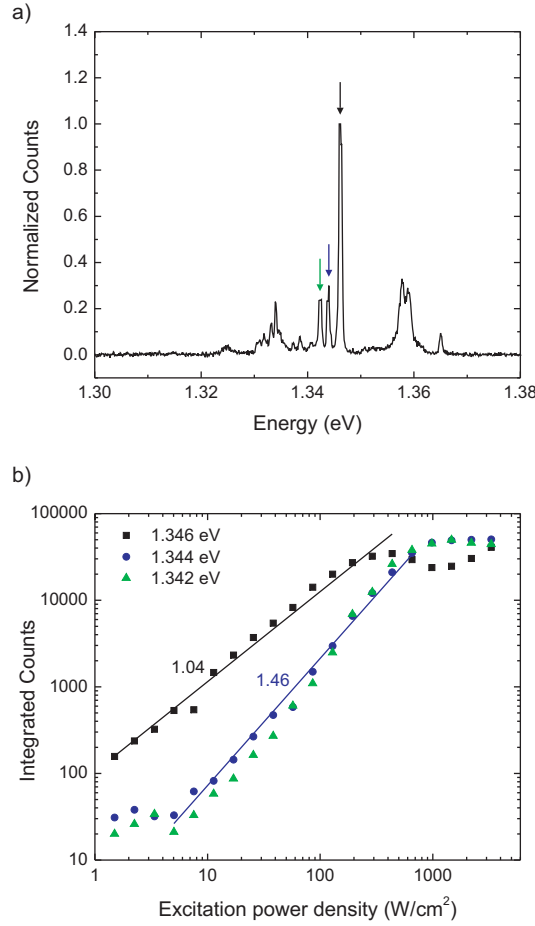 a)
1.4
1.2
1.0
0.8
0.6
0.4
0.2
0.0
Normalized Counts
1.30 1.32 1.34 1.36 1.38
Energy (eV)
b)
100000
10000
1000
100
10
Integrated Counts
1.346 eV
1.344 eV
1.342 eV
1.04
1.46
1 10 100 1000
Excitation power density (W/cm²)